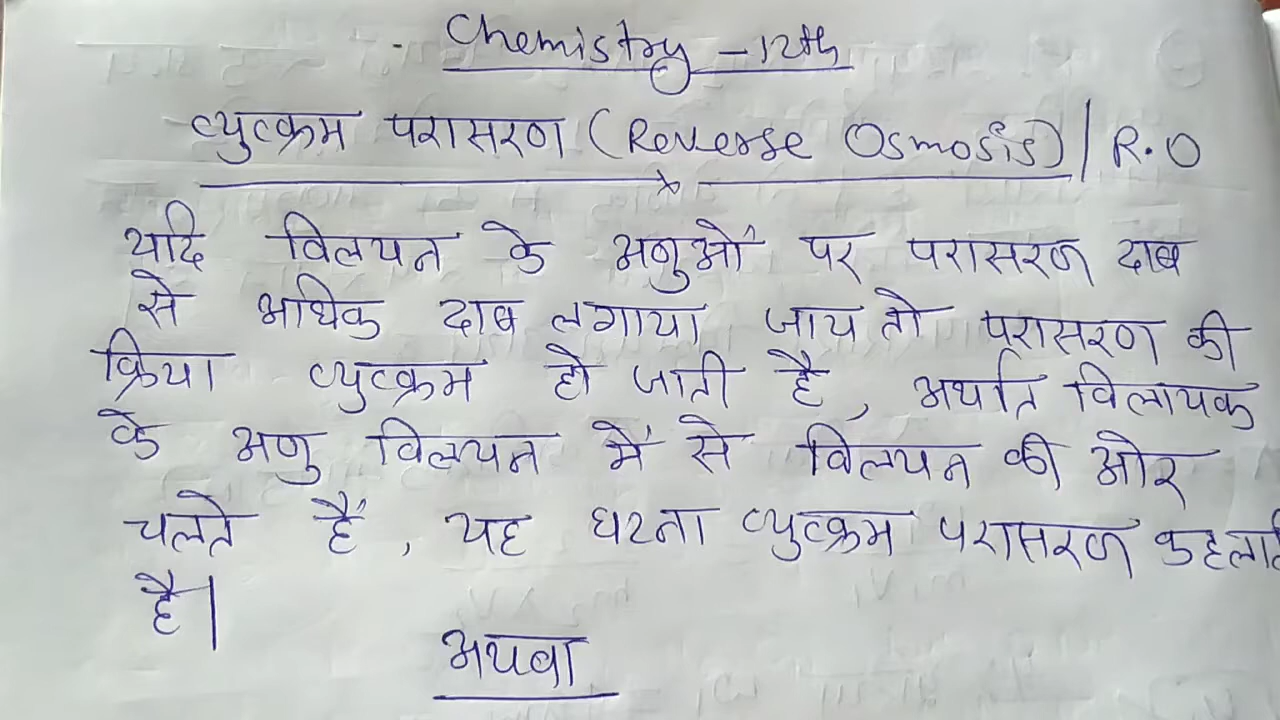 Chemistry - 12th
व्युत्क्रम परासरण (Reverse Osmosis) / R.O
यदि विलयन के अणुओं पर परासरण दाब
से अधिक दाब लगाया जाय तो परासरण की
क्रिया व्युत्क्रम हो जाती है, अर्थात विलायक
के अणु विलयन में से विलयन की ओर
चलते हैं, यह घटना व्युत्क्रम परासरण कहलाती
है।
अथवा